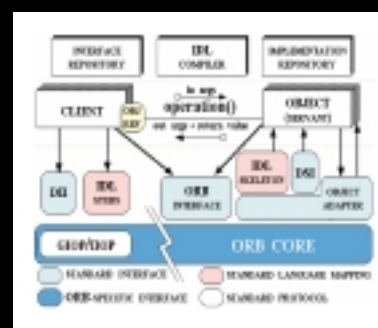 INTERFACE
REPOSITORY
IDL
COMPILER
IMPLEMENTATION
REPOSITORY
CLIENT
OBJ
REF
in args
operation()
out args + return value
OBJECT
(SERVANT)
DII
IDL
STUBS
ORB
INTERFACE
IDL
SKELETON
DSI
OBJECT
ADAPTER
GIOP/IIOP
ORB CORE
STANDARD INTERFACE
STANDARD LANGUAGE MAPPING
ORB-SPECIFIC INTERFACE
STANDARD PROTOCOL